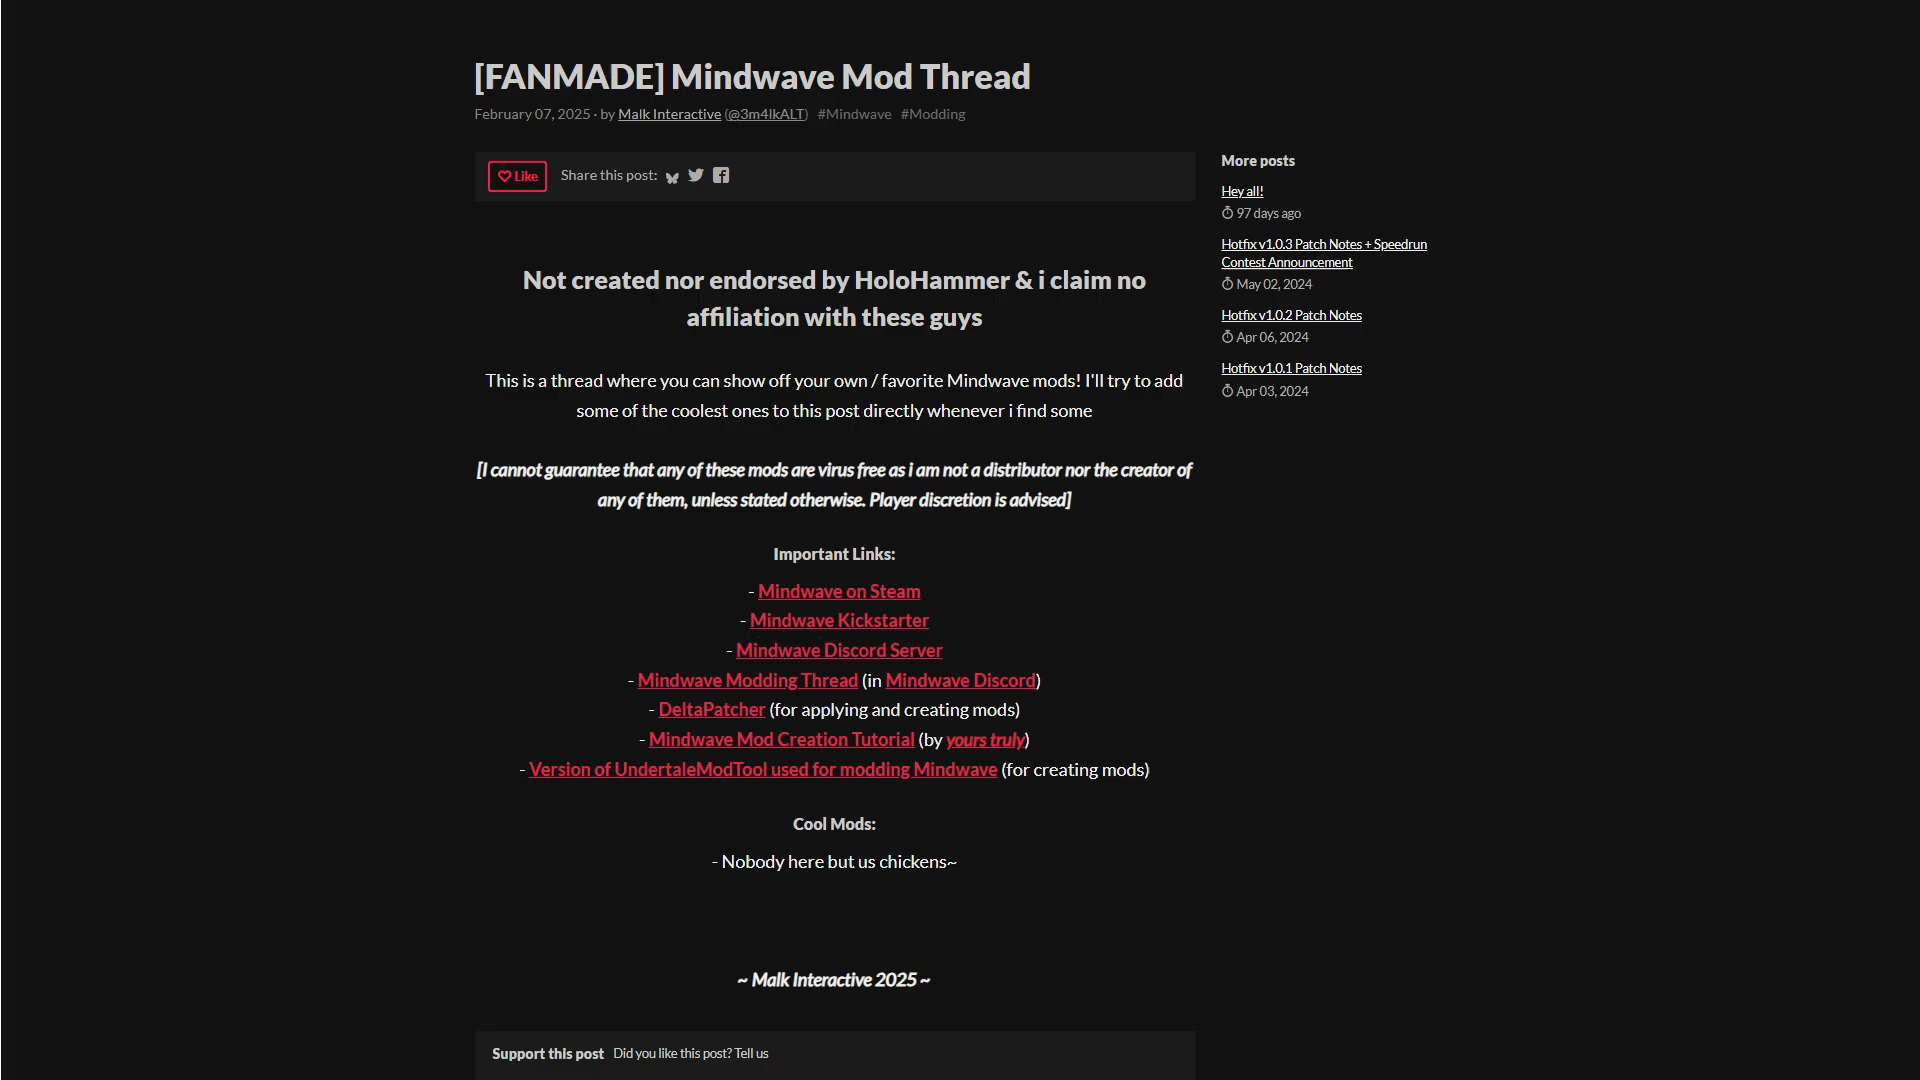 [FANMADE] Mindwave Mod Thread
February 07, 2025 · by Malk Interactive (@3m4lkALT) #Mindwave #Modding
Like Share this post:
Not created nor endorsed by HoloHammer & i claim no
affiliation with these guys
This is a thread where you can show off your own / favorite Mindwave mods! I'll try to add
some of the coolest ones to this post directly whenever i find some
[I cannot guarantee that any of these mods are virus free as i am not a distributor nor the creator of
any of them, unless stated otherwise. Player discretion is advised]
Important Links:
- Mindwave on Steam
- Mindwave Kickstarter
- Mindwave Discord Server
- Mindwave Modding Thread (in Mindwave Discord)
- DeltaPatcher (for applying and creating mods)
- Mindwave Mod Creation Tutorial (by yours truly)
- Version of UndertaleModTool used for modding Mindwave (for creating mods)
Cool Mods:
- Nobody here but us chickens~
~ Malk Interactive 2025 ~
Support this post Did you like this post? Tell us
More posts
Hey all!
97 days ago
Hotfix v1.0.3 Patch Notes + Speedrun
Contest Announcement
May 02, 2024
Hotfix v1.0.2 Patch Notes
Apr 06, 2024
Hotfix v1.0.1 Patch Notes
Apr 03, 2024